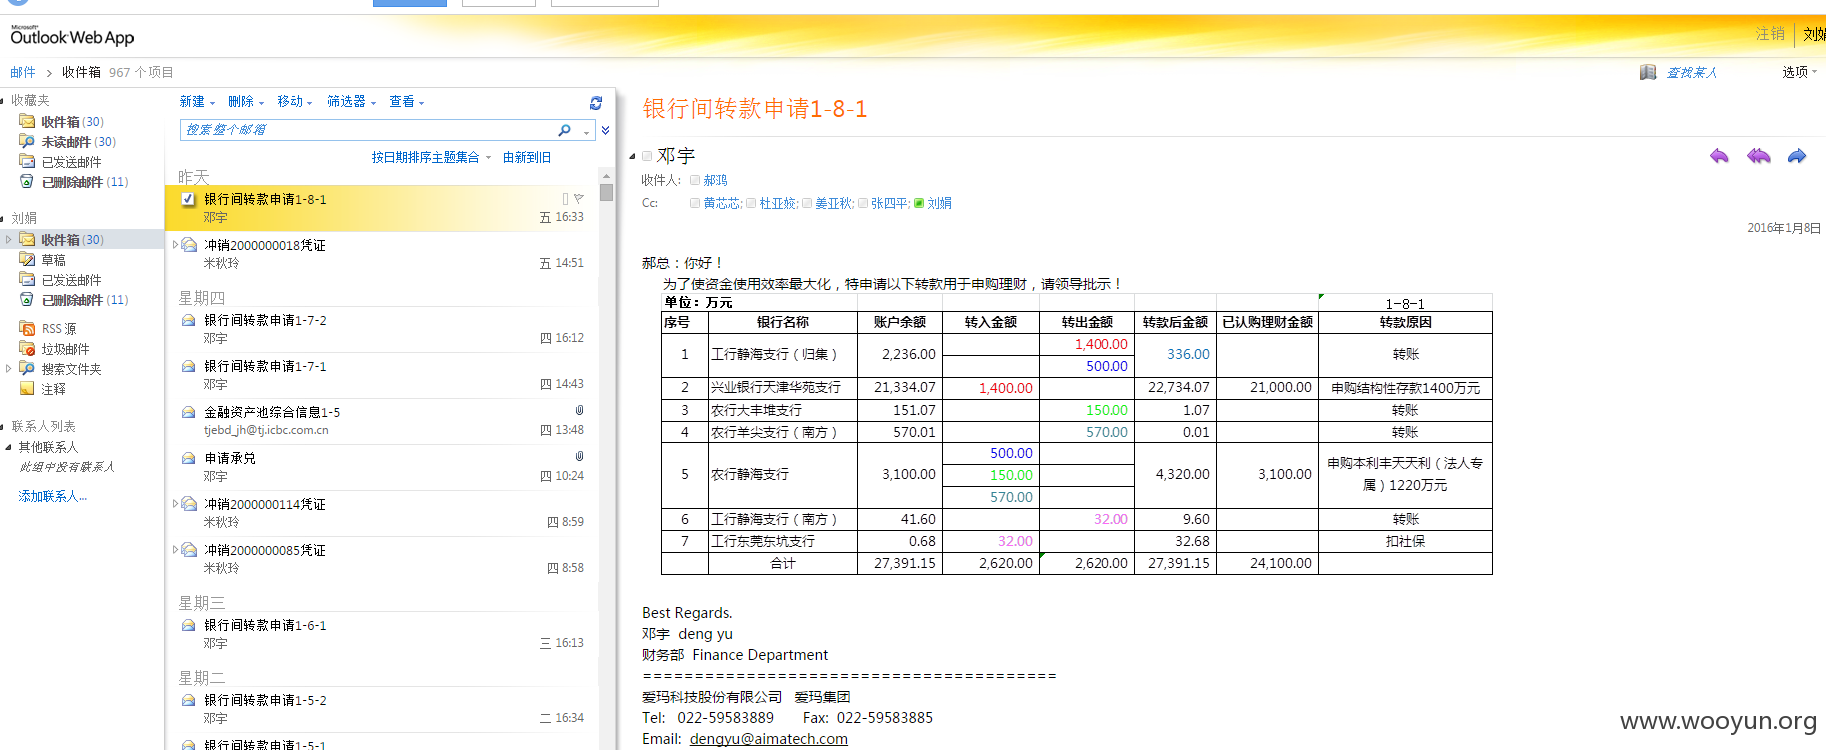 Microsoft
Outlook Web App
注销
邮件 > 收件箱 967 个项目
查找某人
选项
收藏夹
收件箱 (30)
未读邮件 (30)
已发送邮件
已删除邮件 (11)
刘娟
收件箱 (30)
草稿
已发送邮件
已删除邮件 (11)
RSS 源
垃圾邮件
搜索文件夹
注释
联系人列表
其他联系人
此组中没有联系人
添加联系人...
新建 删除 移动 筛选器 查看
搜索整个邮箱
按日期排序主题集合 由新到旧
昨天
银行间转款申请1-8-1
邓宇 五 16:33
冲销2000000018凭证
米秋玲 五 14:51
星期四
银行间转款申请1-7-2
邓宇 四 16:12
银行间转款申请1-7-1
邓宇 四 14:43
金融资产池综合信息1-5
tjebd_jh@tj.icbc.com.cn 四 13:48
申请承兑
邓宇 四 10:24
冲销2000000114凭证
米秋玲 四 8:59
冲销2000000085凭证
米秋玲 四 8:58
星期三
银行间转款申请1-6-1
邓宇 三 16:13
星期二
银行间转款申请1-5-2
邓宇 二 16:34
银行间转款申请1-5-1
银行间转款申请1-8-1
邓宇
收件人: 郝鸿
Cc: 黄芯芯; 杜亚姣; 姜亚秋; 张四平; 刘娟
2016年1月8日
郝总：你好！
为了使资金使用效率最大化，特申请以下转款用于申购理财，请领导批示！
单位：万元 1-8-1
序号 银行名称 账户余额 转入金额 转出金额 转款后金额 已认购理财金额 转款原因
1 工行静海支行（归集） 2,236.00 1,400.00 336.00 转账
500.00
2 兴业银行天津华苑支行 21,334.07 1,400.00 22,734.07 21,000.00 申购结构性存款1400万元
3 农行大丰堆支行 151.07 150.00 1.07 转账
4 农行羊尖支行（南方） 570.01 570.00 0.01 转账
5 农行静海支行 3,100.00 500.00 4,320.00 3,100.00 申购本利丰天天利（法人专
150.00
570.00 属）1220万元
6 工行静海支行（南方） 41.60 32.00 9.60 转账
7 工行东莞东坑支行 0.68 32.00 32.68 扣社保
合计 27,391.15 2,620.00 2,620.00 27,391.15 24,100.00
Best Regards.
邓宇 deng yu
财务部 Finance Department
========================================
爱玛科技股份有限公司 爱玛集团
Tel: 022-59583889 Fax: 022-59583885
Email: dengyu@aimatech.com
www.wooyun.org